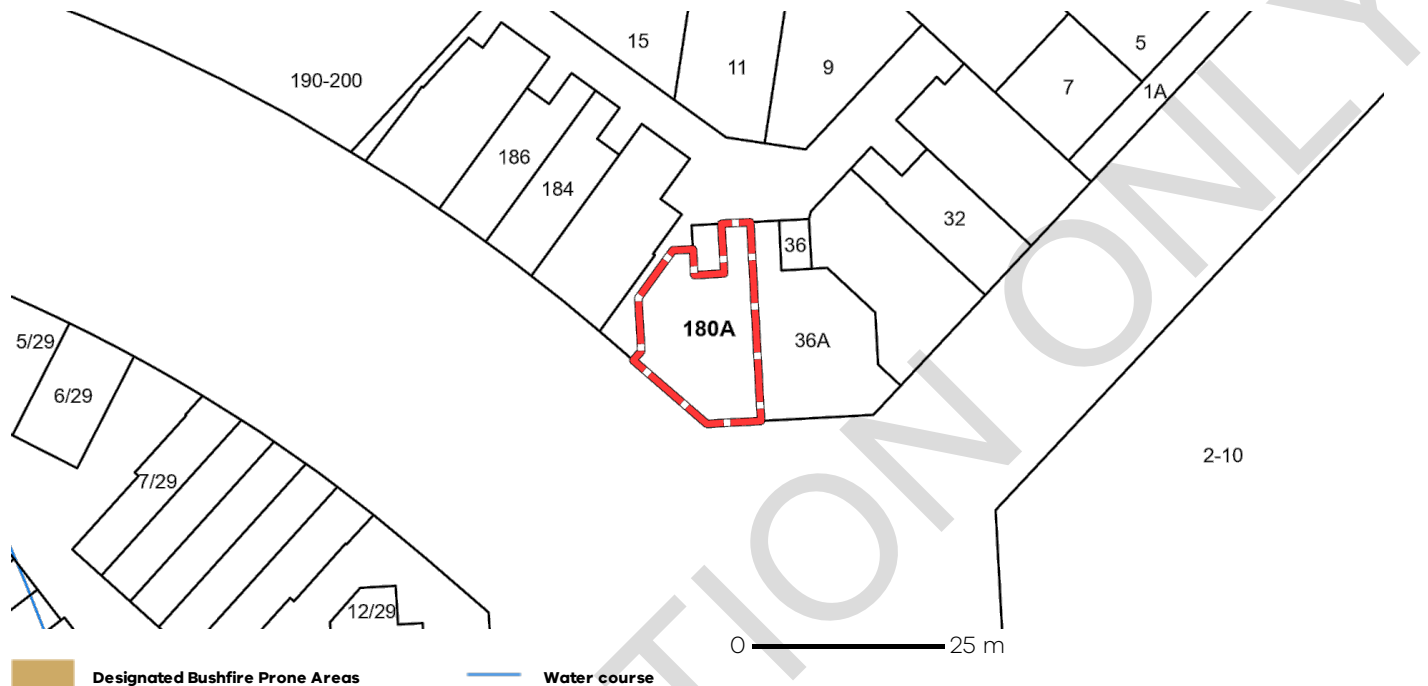 15
5
190-200
11
9
7
1A
186
184
32
36
180A
36A
5/29
6/29
2-10
7/29
12/29
0 25 m
Designated Bushfire Prone Areas
Water course
TION ONLY